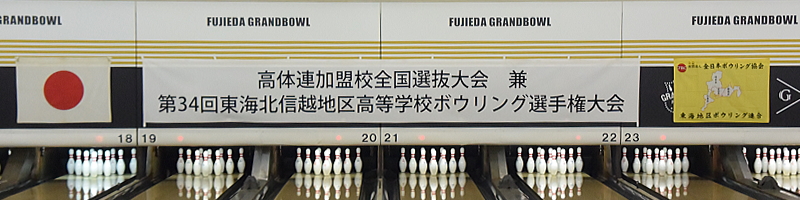 GRANDBOWL
FUJIEDA GRANDBOWL
FUJIEDA GRANDBOWL
FUJIEDA GRANDBOWL
高体連加盟校全国選抜大会 兼
第34回東海北信越地区高等学校ボウリング選手権大会
全日本ボウリング協会
東海地区ボウリング連合
G
18 19 20 21 22 23